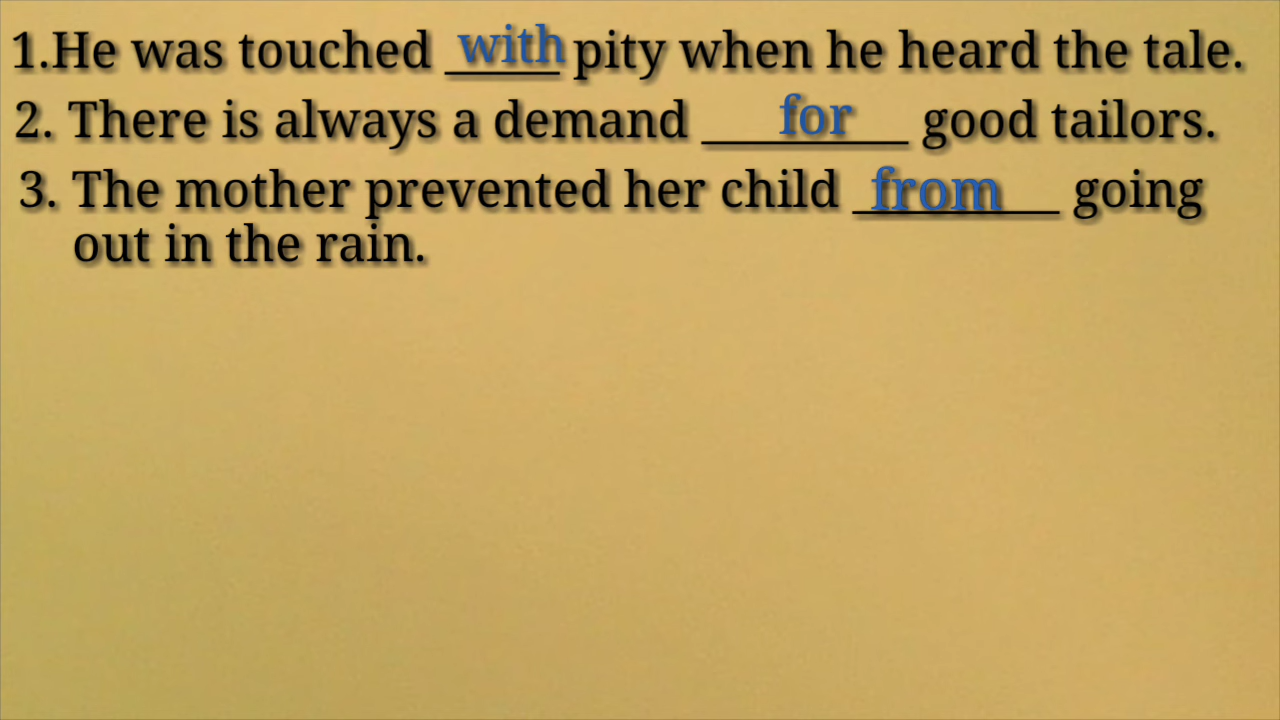 1.He was touched with pity when he heard the tale.
2. There is always a demand for good tailors.
3. The mother prevented her child from going
out in the rain.